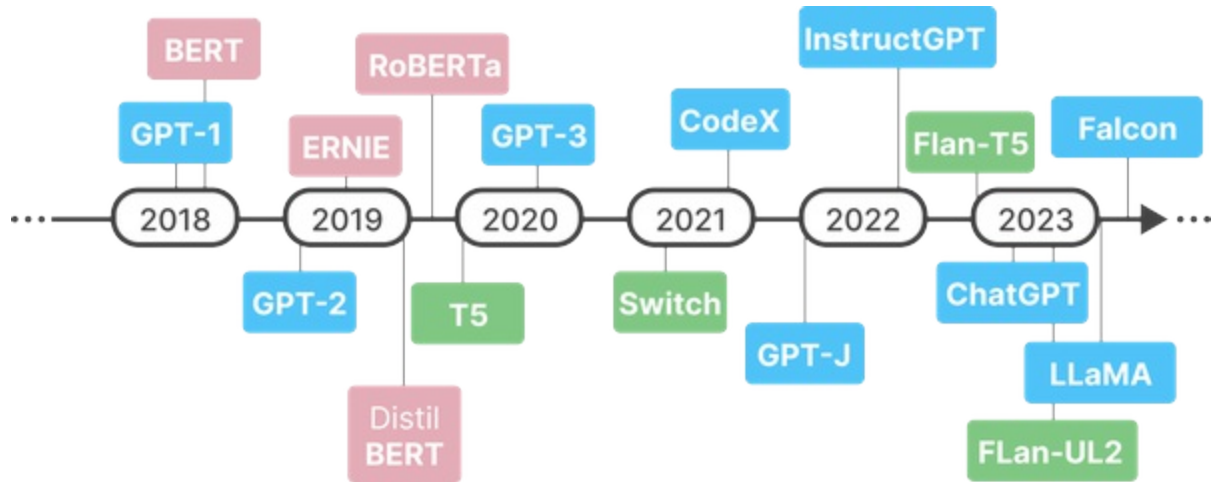 InstructGPT
BERT
RoBERTa
CodeX
GPT-1
GPT-3
Falcon
ERNIE
Flan-T5
...
2018
2019
2020
2021
2022
2023
...
GPT-2
T5
Switch
ChatGPT
GPT-J
LLaMA
Distil
BERT
FLan-UL2